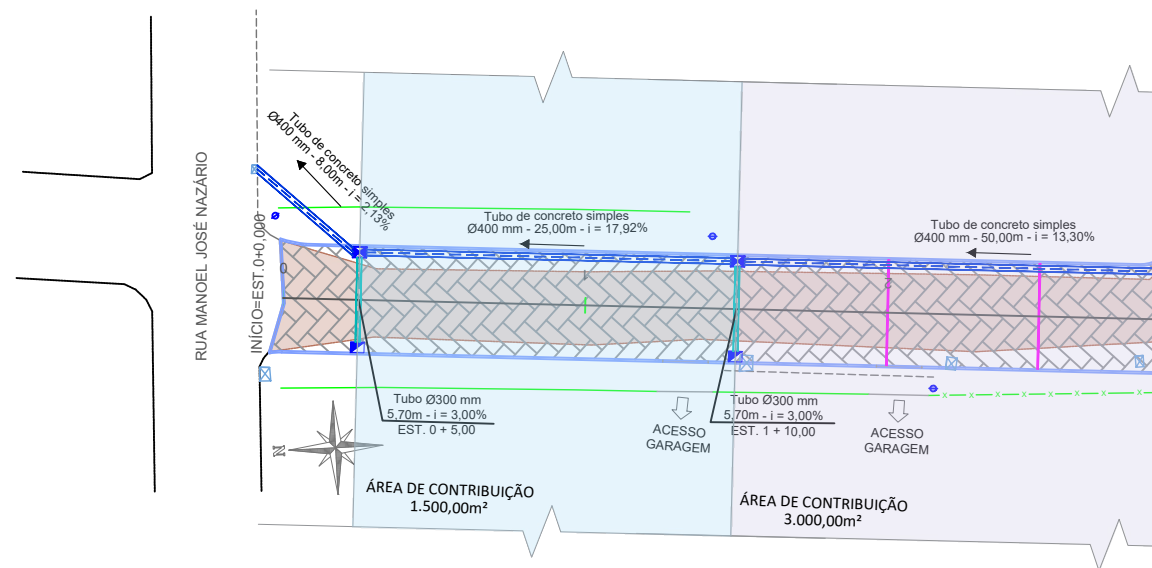 RUA MANOEL JOSÉ NAZÁRIO
INÍCIO=EST.0+0,000
Tubo de concreto simples
Ø400 mm - 8,00m - i = 2,13%
Tubo de concreto simples
Ø400 mm - 25,00m - i = 17,92%
Tubo de concreto simples
Ø400 mm - 50,00m - i = 13,30%
0
1
2
Tubo Ø300 mm
5,70m - i = 3,00%
EST. 0 + 5,00
ACESSO
GARAGEM
Tubo Ø300 mm
5,70m - i = 3,00%
EST. 1 + 10,00
ACESSO
GARAGEM
N
ÁREA DE CONTRIBUIÇÃO
1.500,00m²
ÁREA DE CONTRIBUIÇÃO
3.000,00m²